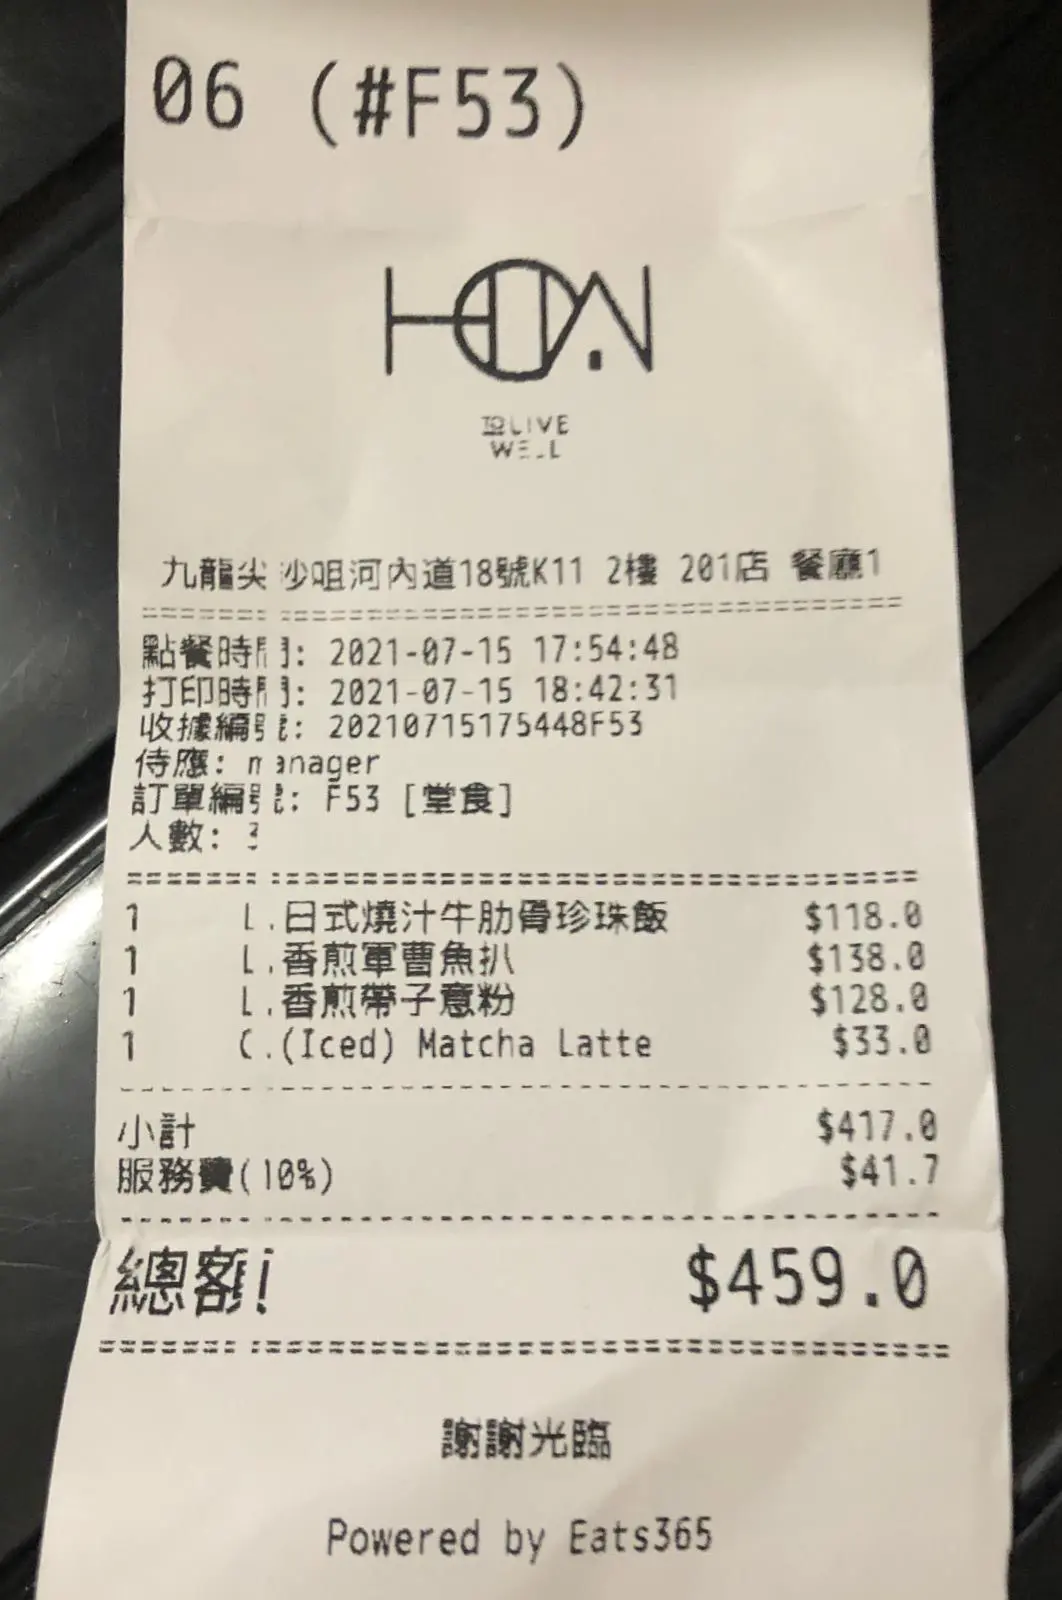 06 (#F53)
HON
TO LIVE
WELL
九龍尖沙咀河內道18號K11 2樓 201店 餐廳1
點餐時間: 2021-07-15 17:54:48
打印時間: 2021-07-15 18:42:31
收據編號: 20210715175448F53
侍應: manager
訂單編號: F53 [堂食]
人數: 3
1 L.日式燒汁牛肋骨珍珠飯 $118.0
1 L.香煎軍曹魚扒 $138.0
1 L.香煎帶子意粉 $128.0
1 C.(Iced) Matcha Latte $33.0
小計 $417.0
服務費(10%) $41.7
總額: $459.0
謝謝光臨
Powered by Eats365